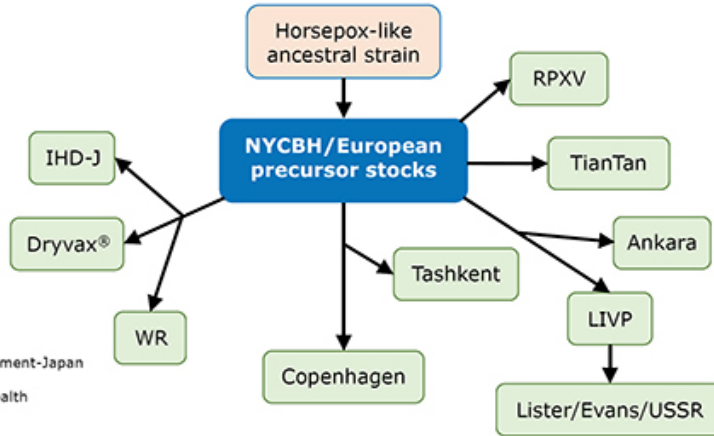 Horsepox-like
ancestral strain
RPXV
NYCBH/European
precursor stocks
IHD-J
TianTan
Dryvax®
Ankara
Tashkent
LIVP
WR
ment-Japan
Copenhagen
alth
Lister/Evans/USSR